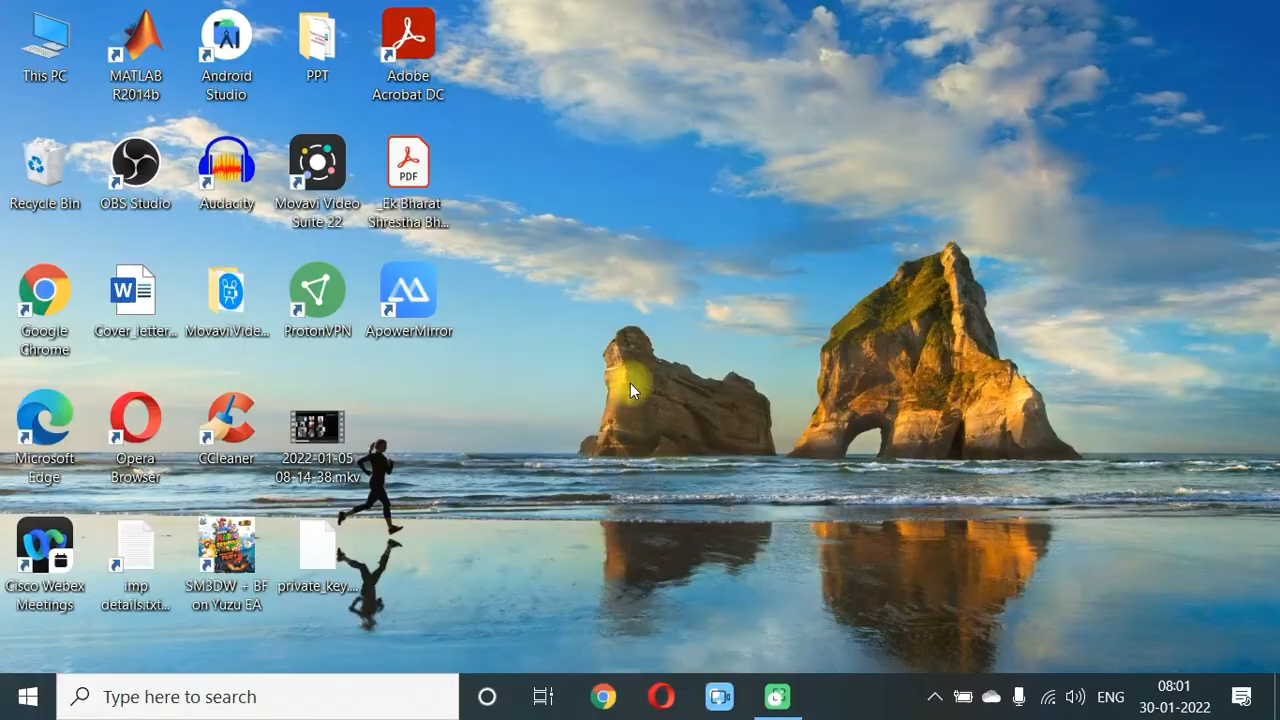 This PC
MATLAB
R2014b
Android
Studio
PPT
Adobe
Acrobat DC
Recycle Bin
OBS Studio
Audacity
Movavi Video
Suite 22
PDF
_Ek Bharat
Shrestha Bh...
Google
Chrome
W
Cover_letter...
Movavi.Vide...
ProtonVPN
ApowerMirror
Microsoft
Edge
Opera
Browser
CCleaner
2022-01-05
08-14-38.mkv
Cisco Webex
Meetings
imp
details.txt...
SM3DW + BF
on Yuzu EA
private_key....
Type here to search
ENG
08:01
30-01-2022